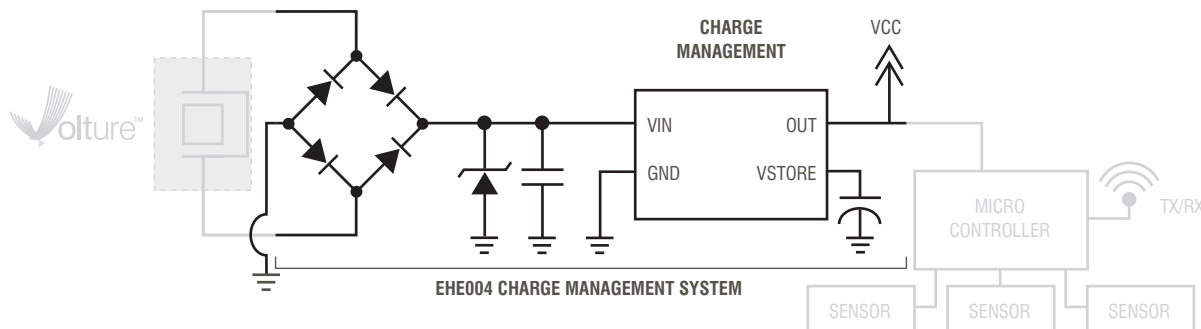 CHARGE
MANAGEMENT
VCC
olture™
VIN
OUT
GND
VSTORE
MICRO
CONTROLLER
TX/RX
EHE004 CHARGE MANAGEMENT SYSTEM
SENSOR
SENSOR
SENSOR